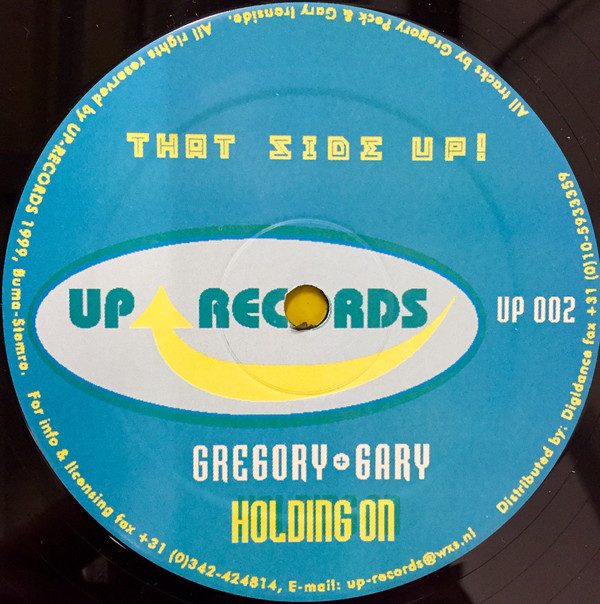 THAT SIDE UP!
UP RECORDS
UP 002
GREGORY + GARY
HOLDING ON
All tracks by Gregory Peck & Gary Ironside.
All rights reserved by UP-RECORDS 1999, Buma-Stemra.
For info & licensing fax +31 (0)342-424814, E-mail: up-records@wxs.nl
Distributed by: Digidance fax +31 (0)10-5933359